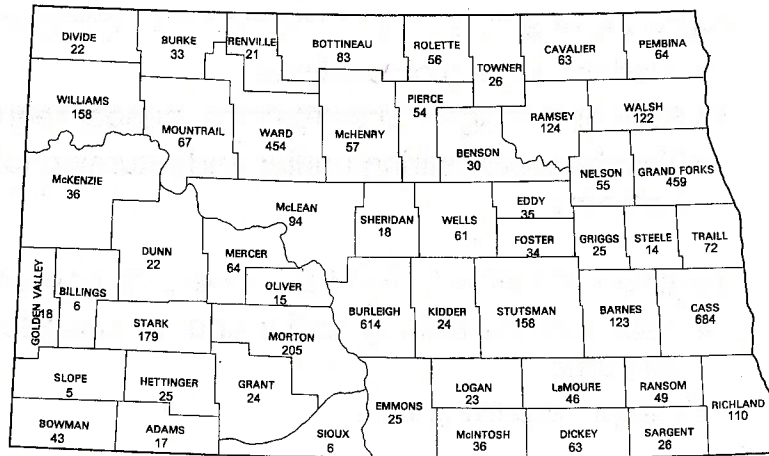 DIVIDE
22
BURKE
33
RENVILLE
21
BOTTINEAU
83
ROLETTE
56
TOWNER
26
CAVALIER
63
PEMBINA
64
WILLIAMS
158
MOUNTRAIL
67
WARD
454
McHENRY
57
PIERCE
54
BENSON
30
RAMSEY
124
WALSH
122
McKENZIE
36
NELSON
55
GRAND FORKS
459
DUNN
22
McLEAN
94
MERCER
64
OLIVER
15
SHERIDAN
18
WELLS
61
EDDY
35
FOSTER
34
GRIGGS
25
STEELE
14
TRAILL
72
GOLDEN VALLEY
18
BILLINGS
6
STARK
179
MORTON
205
BURLEIGH
614
KIDDER
24
STUTSMAN
158
BARNES
123
CASS
684
SLOPE
5
HETTINGER
25
GRANT
24
EMMONS
25
LOGAN
23
LaMOURE
46
RANSOM
49
RICHLAND
110
BOWMAN
43
ADAMS
17
SIOUX
6
McINTOSH
36
DICKEY
63
SARGENT
26